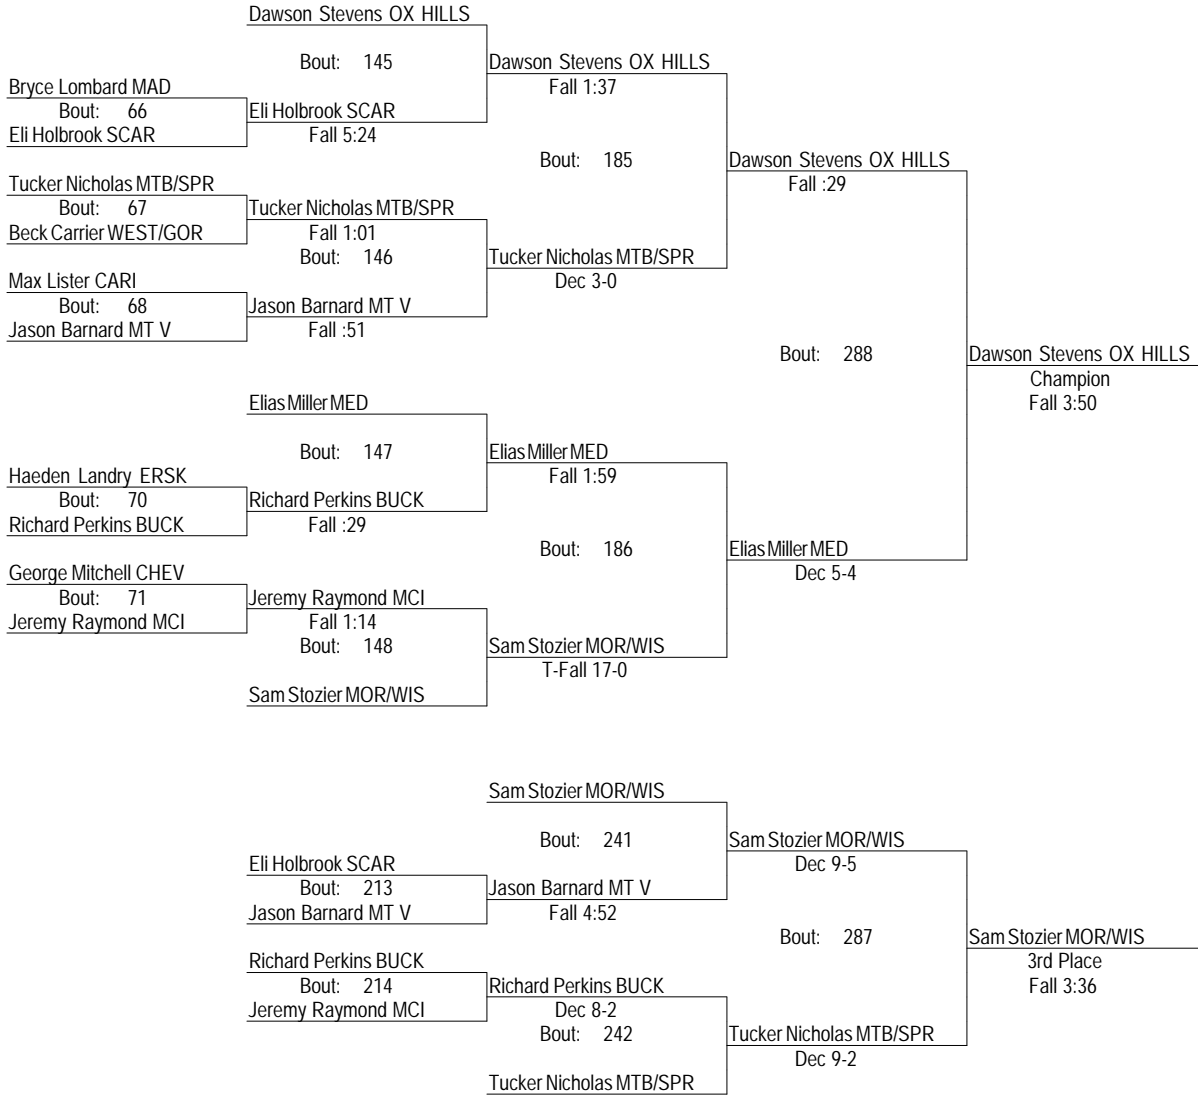 Dawson Stevens OX HILLS
Bout: 145
Dawson Stevens OX HILLS
Bryce Lombard MAD
Fall 1:37
Bout: 66
Eli Holbrook SCAR
Eli Holbrook SCAR
Fall 5:24
Bout: 185
Dawson Stevens OX HILLS
Tucker Nicholas MTB/SPR
Fall :29
Bout: 67
Tucker Nicholas MTB/SPR
Beck Carrier WEST/GOR
Fall 1:01
Bout: 146
Tucker Nicholas MTB/SPR
Max Lister CARI
Dec 3-0
Bout: 68
Jason Barnard MT V
Jason Barnard MT V
Fall :51
Bout: 288
Dawson Stevens OX HILLS
Champion
Fall 3:50
Elias Miller MED
Bout: 147
Elias Miller MED
Haeden Landry ERSK
Fall 1:59
Bout: 70
Richard Perkins BUCK
Richard Perkins BUCK
Fall :29
Bout: 186
Elias Miller MED
George Mitchell CHEV
Dec 5-4
Bout: 71
Jeremy Raymond MCI
Jeremy Raymond MCI
Fall 1:14
Bout: 148
Sam Stozier MOR/WIS
T-Fall 17-0
Sam Stozier MOR/WIS
Sam Stozier MOR/WIS
Bout: 241
Sam Stozier MOR/WIS
Eli Holbrook SCAR
Dec 9-5
Bout: 213
Jason Barnard MT V
Jason Barnard MT V
Fall 4:52
Bout: 287
Sam Stozier MOR/WIS
Richard Perkins BUCK
3rd Place
Bout: 214
Richard Perkins BUCK
Fall 3:36
Jeremy Raymond MCI
Dec 8-2
Bout: 242
Tucker Nicholas MTB/SPR
Dec 9-2
Tucker Nicholas MTB/SPR